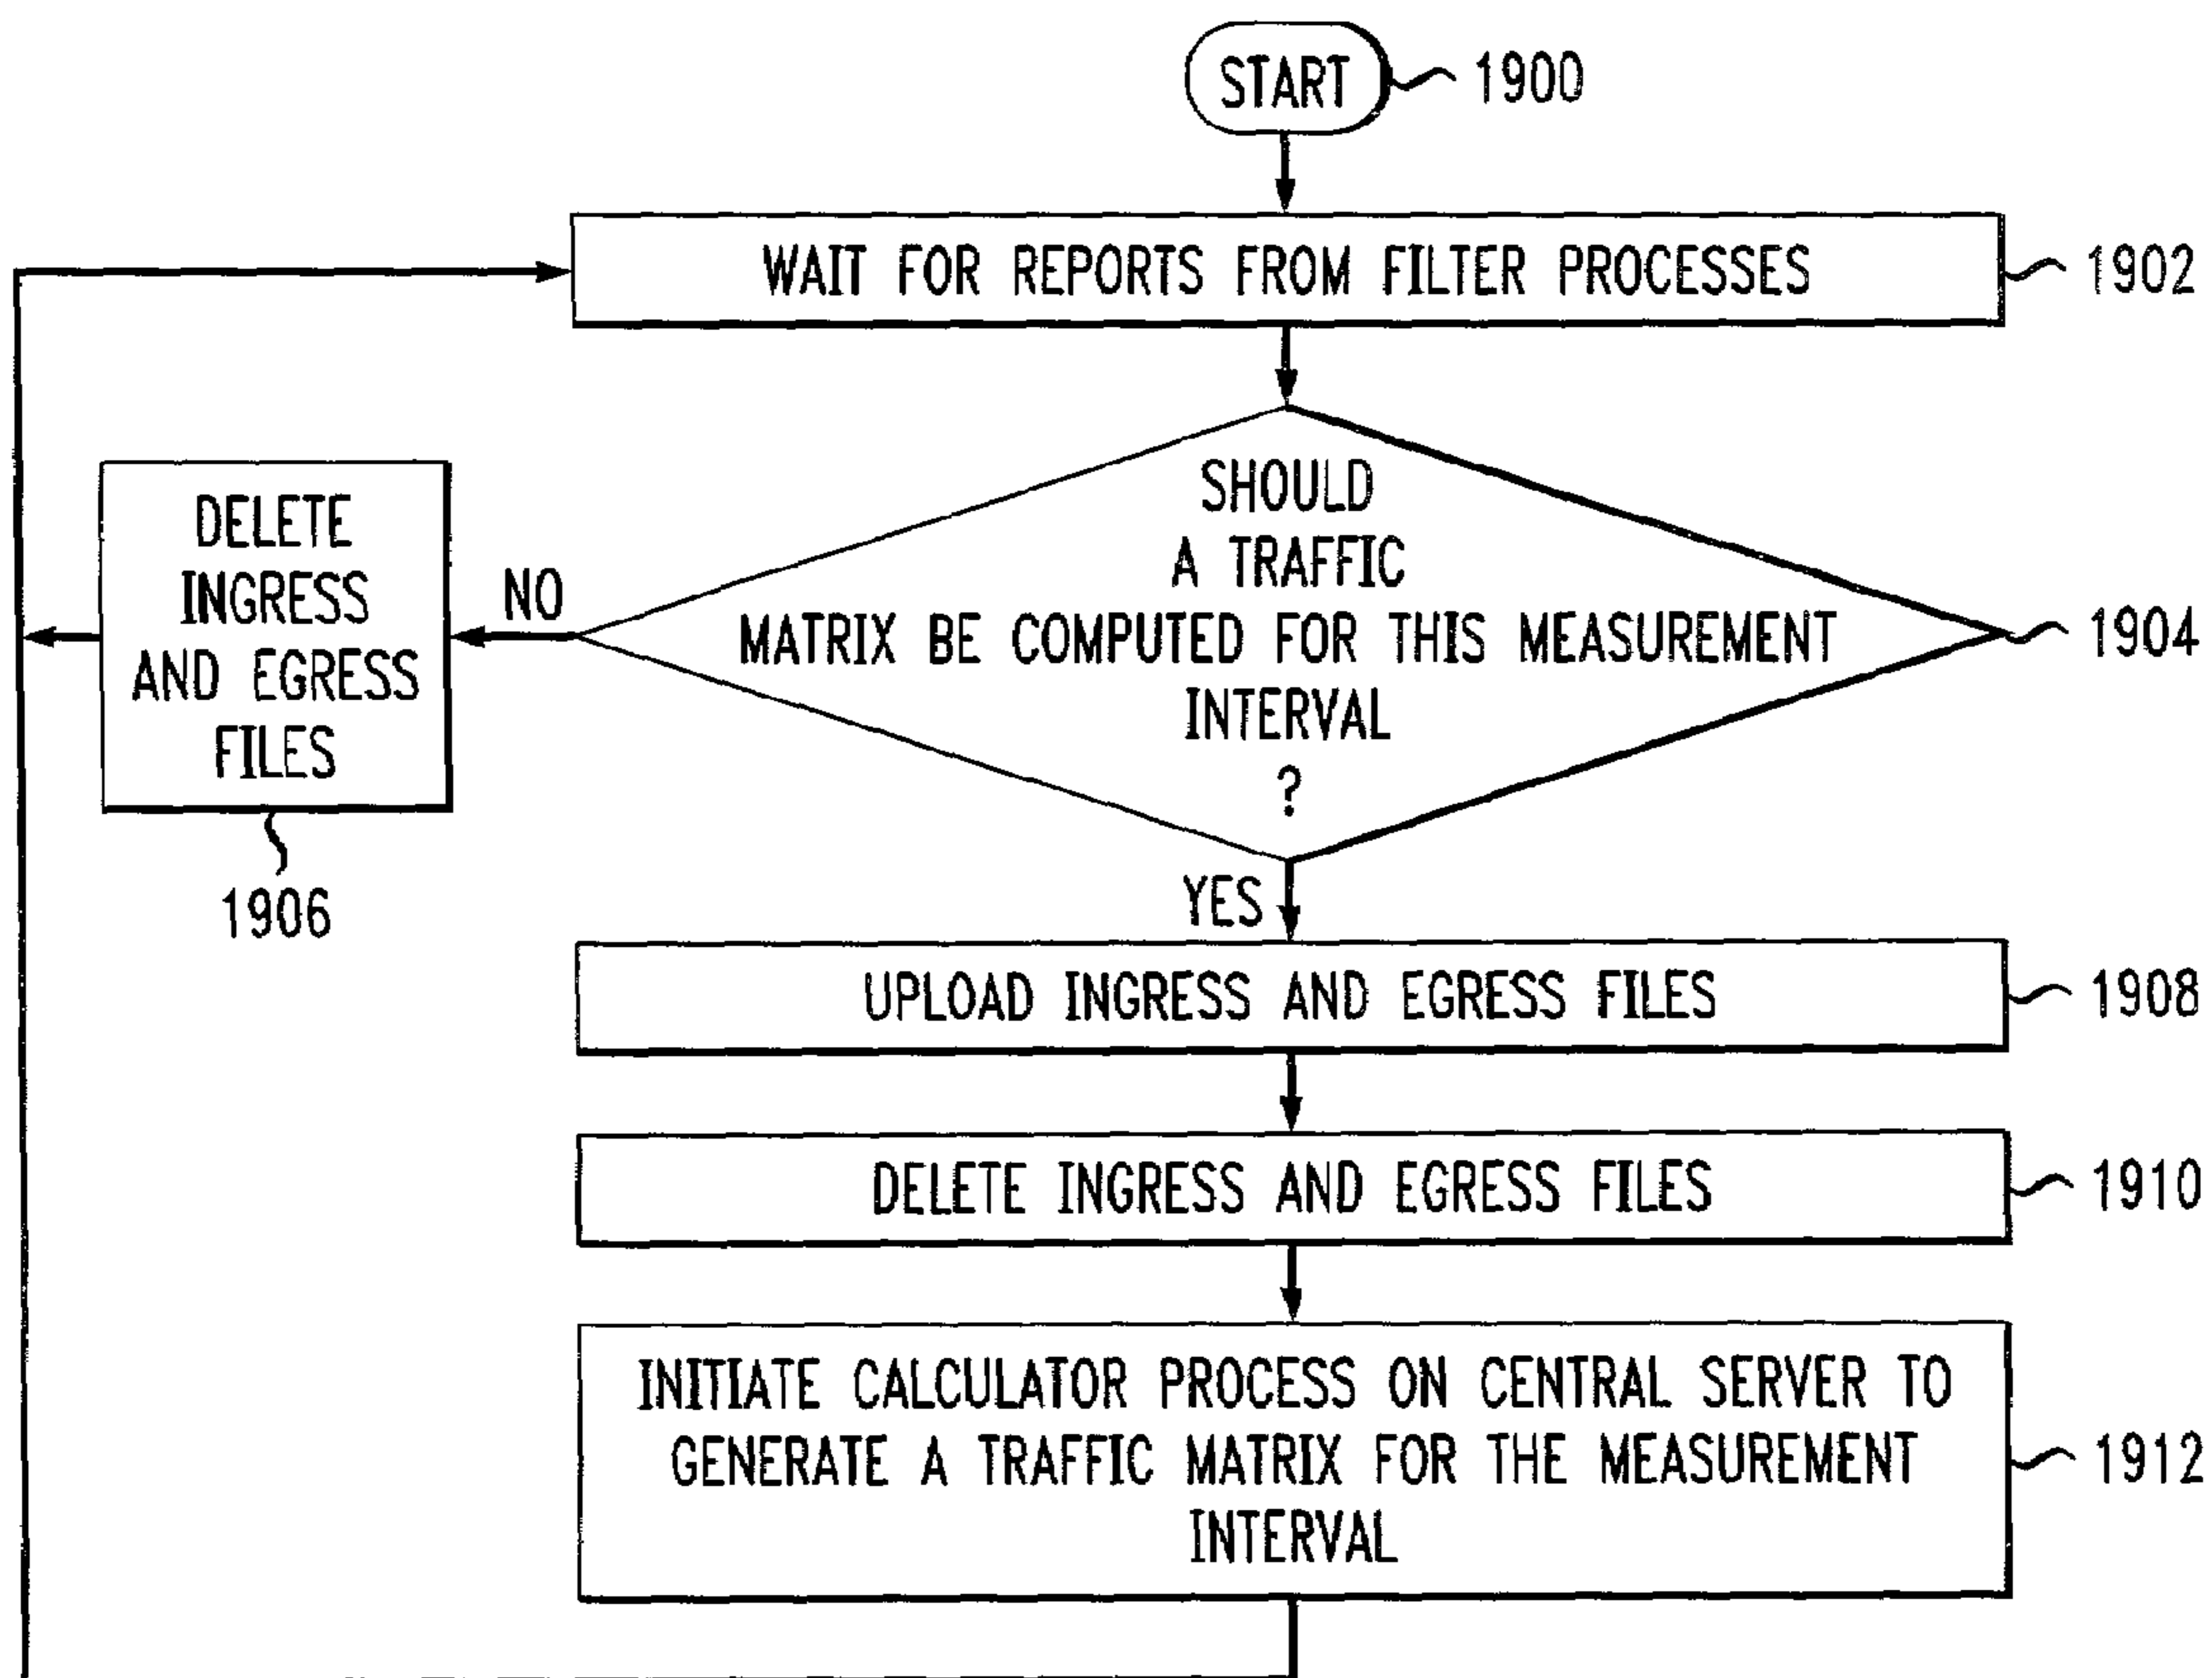 START
1900
WAIT FOR REPORTS FROM FILTER PROCESSES
1902
SHOULD
A TRAFFIC
MATRIX BE COMPUTED FOR THIS MEASUREMENT
INTERVAL
?
1904
NO
DELETE
INGRESS
AND EGRESS
FILES
1906
YES
UPLOAD INGRESS AND EGRESS FILES
1908
DELETE INGRESS AND EGRESS FILES
1910
INITIATE CALCULATOR PROCESS ON CENTRAL SERVER TO
GENERATE A TRAFFIC MATRIX FOR THE MEASUREMENT
INTERVAL
1912